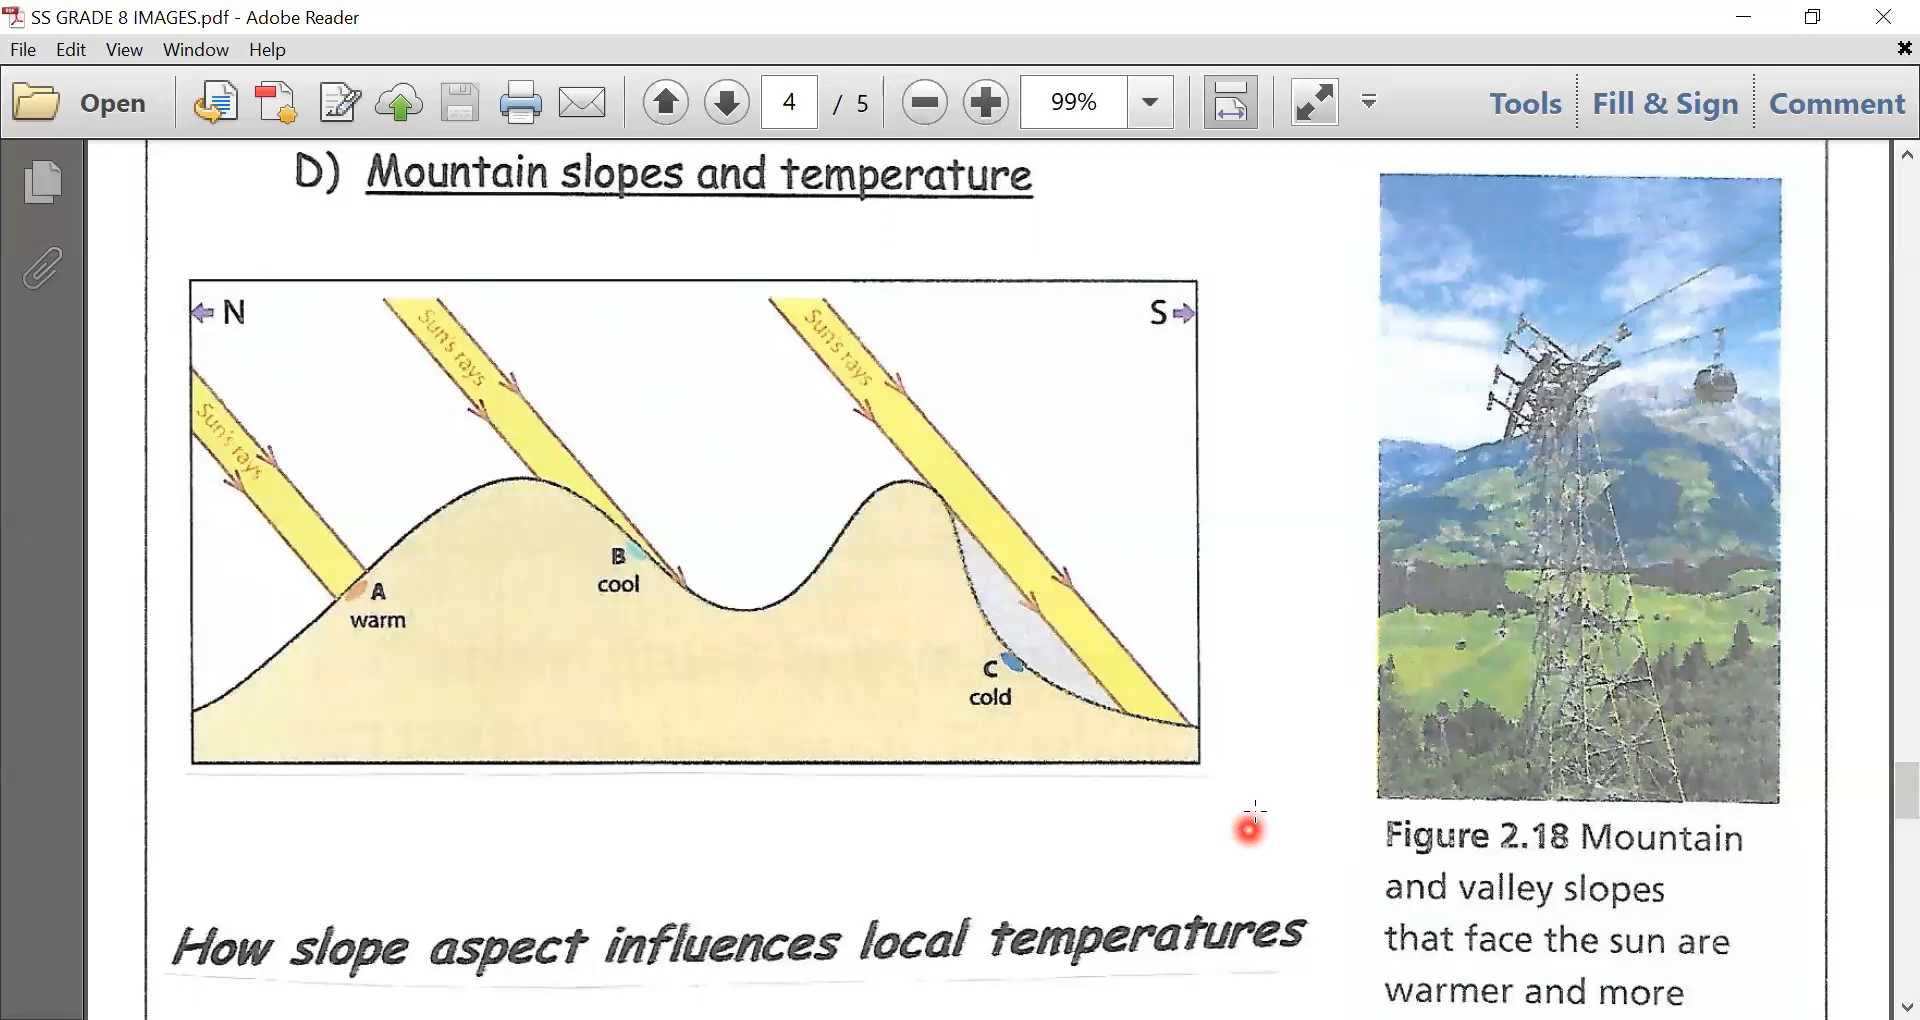 SS GRADE 8 IMAGES.pdf - Adobe Reader
File Edit View Window Help
Open 4 / 5 99% Tools Fill & Sign Comment
D) Mountain slopes and temperature
N S
Sun's rays Sun's rays
Sun's rays
B
cool
A
warm
C
cold
Figure 2.18 Mountain
and valley slopes
that face the sun are
warmer and more
How slope aspect influences local temperatures